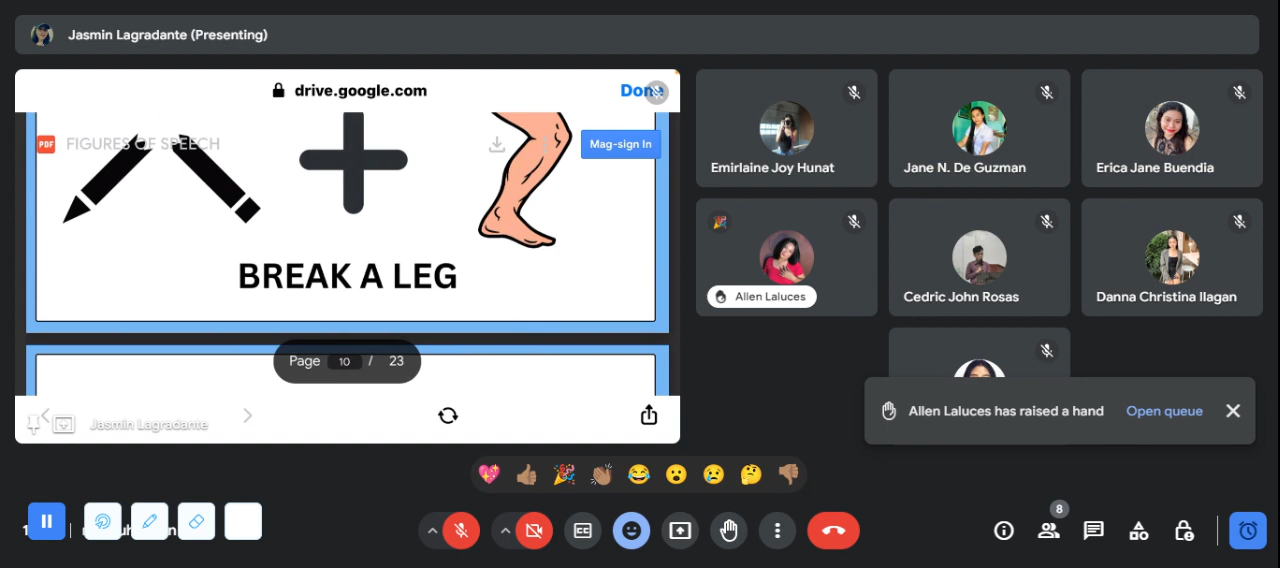 Jasmin Lagradante (Presenting)
drive.google.com
Done
PDF
FIGURES OF SPEECH
Mag-sign In
BREAK A LEG
Page 10 / 23
Jasmin Lagradante
Emirlaine Joy Hunat
Jane N. De Guzman
Erica Jane Buendia
Allen Laluces
Cedric John Rosas
Danna Christina Ilagan
Allen Laluces has raised a hand
Open queue
CC
8